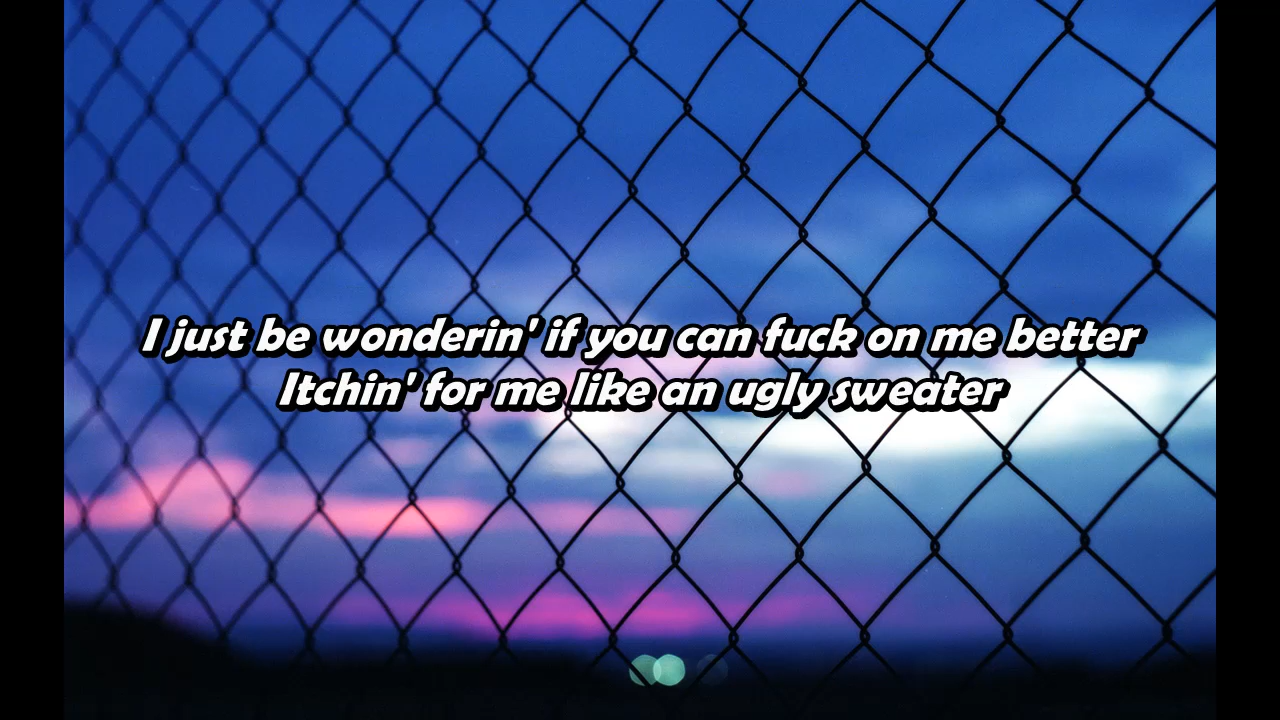 I just be wonderin' if you can fuck on me better
Itchin' for me like an ugly sweater